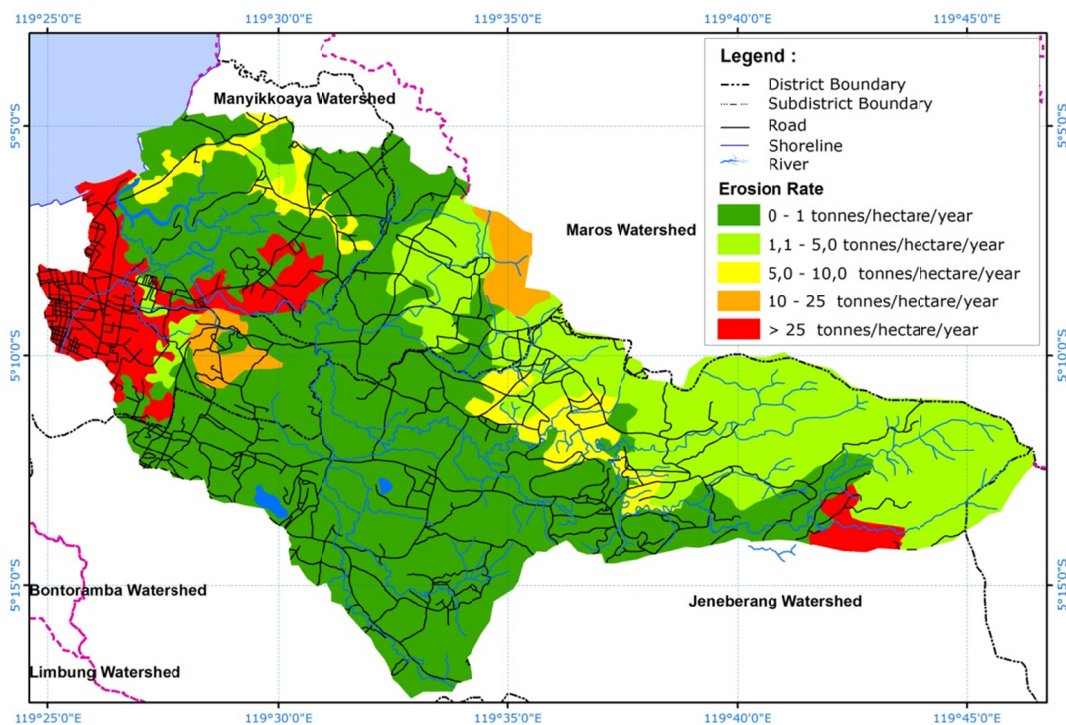 119°25'0"E 119°30'0"E 119°35'0"E 119°40'0"E 119°45'0"E
Manyikkoaya Watershed
Legend :
District Boundary
Subdistrict Boundary
Road
Shoreline
River
Erosion Rate
0 - 1 tonnes/hectare/year
1,1 - 5,0 tonnes/hectare/year
5,0 - 10,0 tonnes/hectare/year
10 - 25 tonnes/hectare/year
> 25 tonnes/hectare/year
5°5'0"S 5°5'0"S
Maros Watershed
5°10'0"S 5°10'0"S
5°15'0"S 5°15'0"S
Bontoramba Watershed
Jeneberang Watershed
Limbung Watershed
119°25'0"E 119°30'0"E 119°35'0"E 119°40'0"E 119°45'0"E